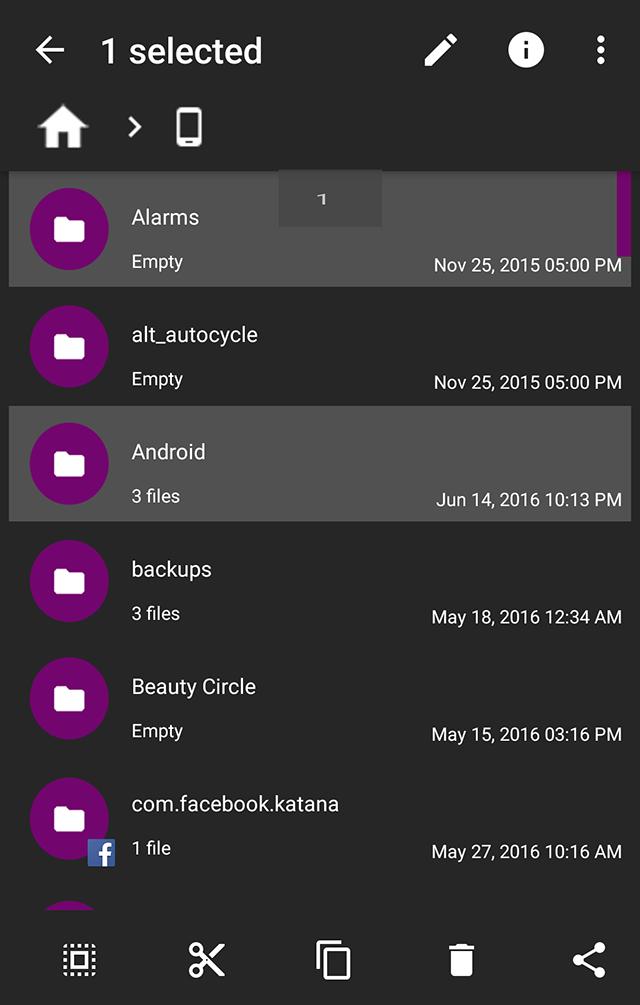 1 selected
1
Alarms
Empty
Nov 25, 2015 05:00 PM
alt_autocycle
Empty
Nov 25, 2015 05:00 PM
Android
3 files
Jun 14, 2016 10:13 PM
backups
3 files
May 18, 2016 12:34 AM
Beauty Circle
Empty
May 15, 2016 03:16 PM
com.facebook.katana
1 file
May 27, 2016 10:16 AM